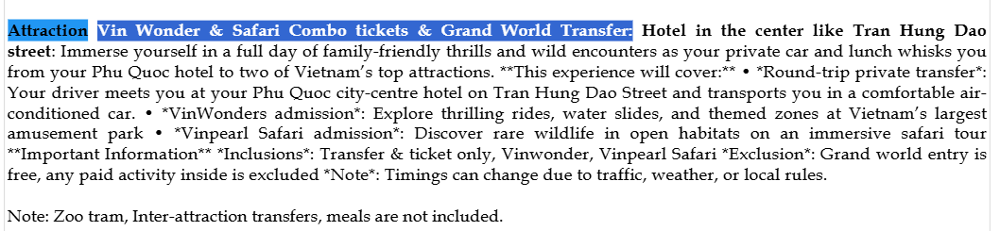 Attraction Vin Wonder & Safari Combo tickets & Grand World Transfer: Hotel in the center like Tran Hung Dao
street: Immerse yourself in a full day of family-friendly thrills and wild encounters as your private car and lunch whisks you
from your Phu Quoc hotel to two of Vietnam's top attractions. **This experience will cover:** • *Round-trip private transfer*:
Your driver meets you at your Phu Quoc city-centre hotel on Tran Hung Dao Street and transports you in a comfortable air-
conditioned car. • *VinWonders admission*: Explore thrilling rides, water slides, and themed zones at Vietnam's largest
amusement park • *Vinpearl Safari admission*: Discover rare wildlife in open habitats on an immersive safari tour
**Important Information** *Inclusions*: Transfer & ticket only, Vinwonder, Vinpearl Safari *Exclusion*: Grand world entry is
free, any paid activity inside is excluded *Note*: Timings can change due to traffic, weather, or local rules.
Note: Zoo tram, Inter-attraction transfers, meals are not included.